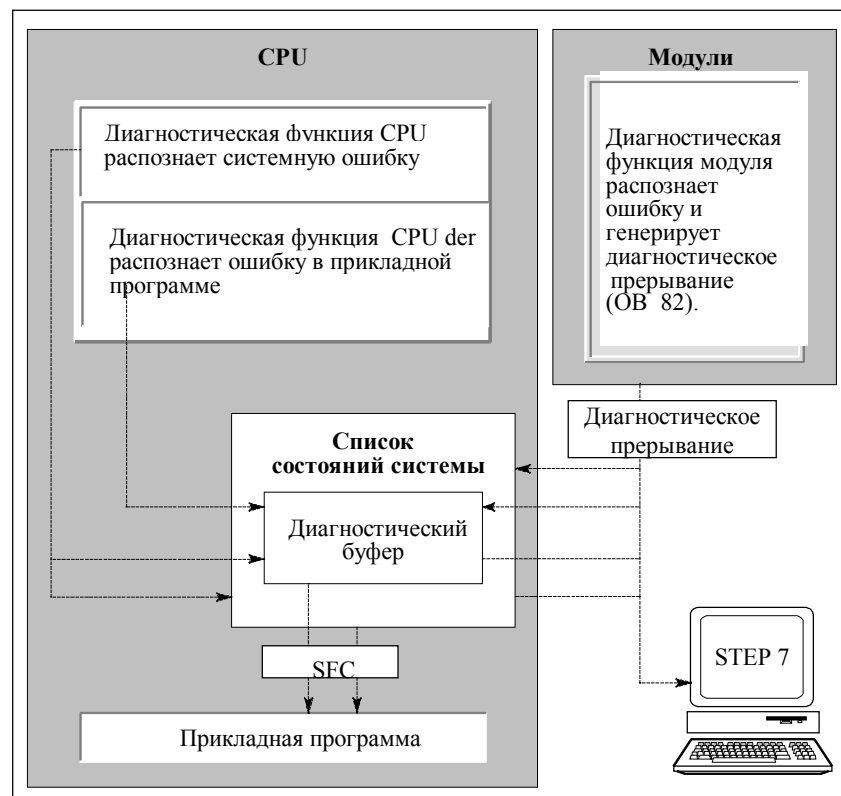 CPU
Диагностическая функция CPU
распознает системную ошибку
Диагностическая функция CPU der
распознает ошибку в прикладной
программе
Модули
Диагностическая
функция модуля
распознает
ошибку и
генерирует
диагностическое
прерывание
(OB 82).
Диагностическое
прерывание
Список
состояний системы
Диагностический
буфер
SFC
Прикладная программа
STEP 7